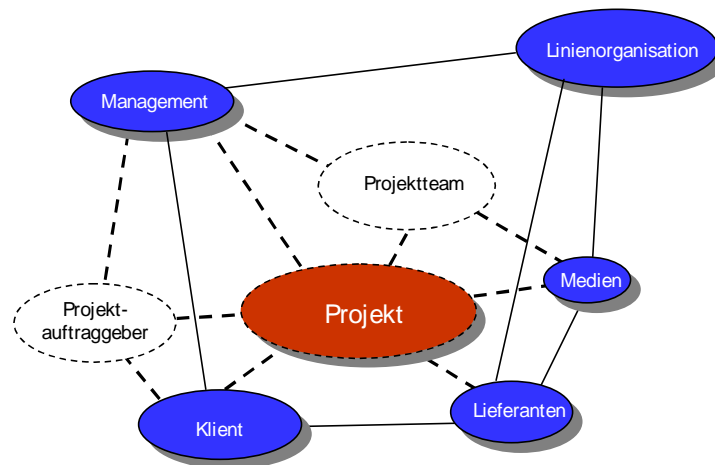 Linienorganisation
Management
Projektteam
Medien
Projekt-
auftraggeber
Projekt
Lieferanten
Klient